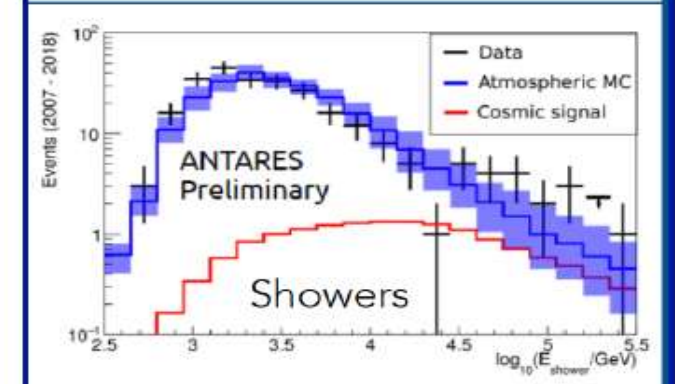 10²
10
1
10⁻¹
Events (2007 - 2018)
Data
Atmospheric MC
Cosmic signal
ANTARES
Preliminary
Showers
2.5 3 3.5 4 4.5 5 5.5
log₁₀(E_shower/GeV)